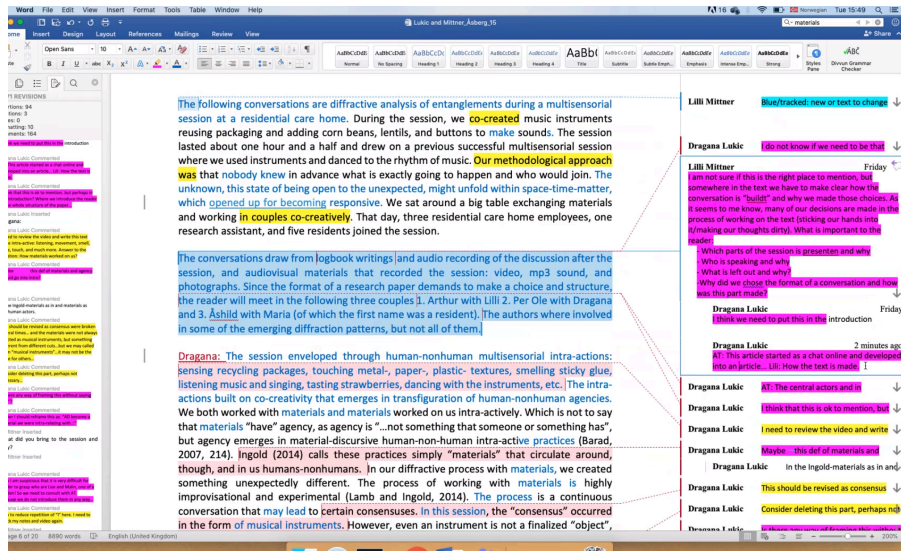 Word File Edit View Insert Format Tools Table Window Help
16 Norwegian Tue 15:49
Lukic and Mittner_Åsberg_15
materials
Home Insert Design Layout References Mailings Review View
Share
Open Sans 10
AaBbCcDdEe AaBbCcDdEe AaBbCcDc AaBbCcDdEe AaBbCcDdEe AaBbCcDdEe AaBb( AaBbCcDdEe AaBbCcDdEe AaBbCcDdEe AaBbCcDdEe AaBbCcDdEe
Normal No Spacing Heading 1 Heading 2 Heading 3 Heading 4 Title Subtitle Subtle Emph... Emphasis Intense Emp... Strong
Styles Pane
Divvun Grammar Checker
The following conversations are diffractive analysis of entanglements during a multisensorial
session at a residential care home. During the session, we co-created music instruments
reusing packaging and adding corn beans, lentils, and buttons to make sounds. The session
lasted about one hour and a half and drew on a previous successful multisensorial session
where we used instruments and danced to the rhythm of music. Our methodological approach
was that nobody knew in advance what is exactly going to happen and who would join. The
unknown, this state of being open to the unexpected, might unfold within space-time-matter,
which opened up for becoming responsive. We sat around a big table exchanging materials
and working in couples co-creatively. That day, three residential care home employees, one
research assistant, and five residents joined the session.
The conversations draw from logbook writings and audio recording of the discussion after the
session, and audiovisual materials that recorded the session: video, mp3 sound, and
photographs. Since the format of a research paper demands to make a choice and structure,
the reader will meet in the following three couples 1. Arthur with Lilli 2. Per Ole with Dragana
and 3. Åshild with Maria (of which the first name was a resident). The authors where involved
in some of the emerging diffraction patterns, but not all of them.
Dragana: The session enveloped through human-nonhuman multisensorial intra-actions:
sensing recycling packages, touching metal-, paper-, plastic- textures, smelling sticky glue,
listening music and singing, tasting strawberries, dancing with the instruments, etc. The intra-
actions built on co-creativity that emerges in transfiguration of human-nonhuman agencies.
We both worked with materials and materials worked on us intra-actively. Which is not to say
that materials "have" agency, as agency is "...not something that someone or something has",
but agency emerges in material-discursive human-non-human intra-active practices (Barad,
2007, 214). Ingold (2014) calls these practices simply "materials" that circulate around,
though, and in us humans-nonhumans. In our diffractive process with materials, we created
something unexpectedly different. The process of working with materials is highly
improvisational and experimental (Lamb and Ingold, 2014). The process is a continuous
conversation that may lead to certain consensuses. In this session, the "consensus" occurred
in the form of musical instruments. However, even an instrument is not a finalized "object",
Lilli Mittner Blue/tracked: new or text to change
Dragana Lukic I do not know if we need to be that
Lilli Mittner Friday
I am not sure if this is the right place to mention, but
somewhere in the text we have to make clear how the
conversation is "buildt" and why we made those choices. As
it seems to me know, many of our decisions are made in the
process of working on the text (sticking our hands into
it/making our thoughts dirty). What is important to the
reader:
- Which parts of the session is presenten and why
- Who is speaking and why
- What is left out and why?
-Why did we chose the format of a conversation and how
was this part made?
Dragana Lukic Friday
I think we need to put this in the introduction
Dragana Lukic 2 minutes ago
AT: This article started as a chat online and developed
into an article... Lili: How the text is made.
Dragana Lukic AT: The central actors and in
Dragana Lukic I think that this is ok to mention, but
Dragana Lukic I need to review the video and write
Dragana Lukic Maybe this def of materials and
Dragana Lukic In the Ingold-materials as in and
Dragana Lukic This should be revised as consensus
Dragana Lukic Consider deleting this part, perhaps not
6 of 20 8890 words English (United Kingdom)
200%